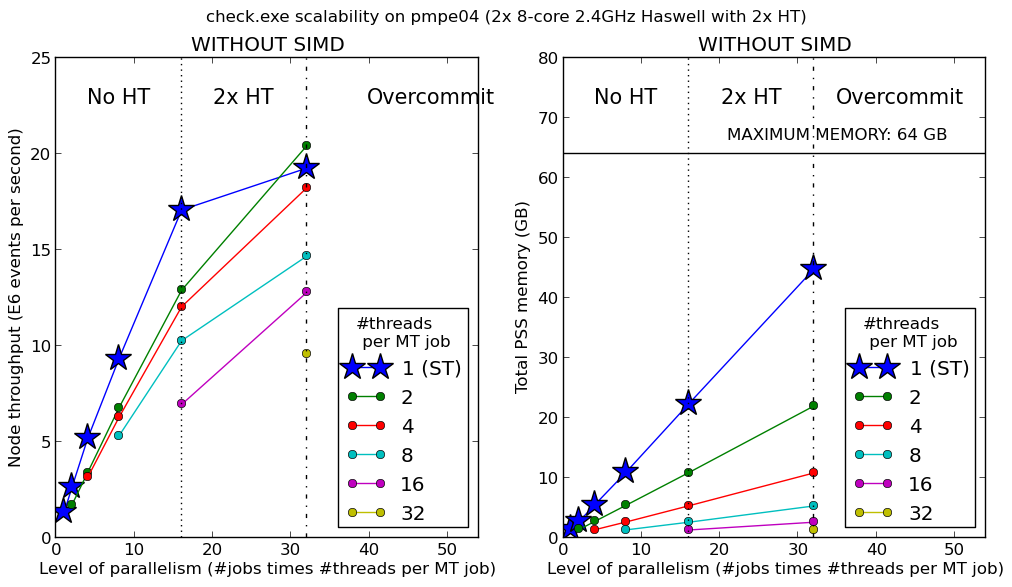 check.exe scalability on pmpe04 (2x 8-core 2.4GHz Haswell with 2x HT)
WITHOUT SIMD
No HT
2x HT
Overcommit
Node throughput (E6 events per second)
25
20
15
10
5
0
#threads
per MT job
1 (ST)
2
4
8
16
32
0
10
20
30
40
50
Level of parallelism (#jobs times #threads per MT job)
WITHOUT SIMD
No HT
2x HT
Overcommit
MAXIMUM MEMORY: 64 GB
Total PSS memory (GB)
80
70
60
50
40
30
20
10
0
#threads
per MT job
1 (ST)
2
4
8
16
32
0
10
20
30
40
50
Level of parallelism (#jobs times #threads per MT job)